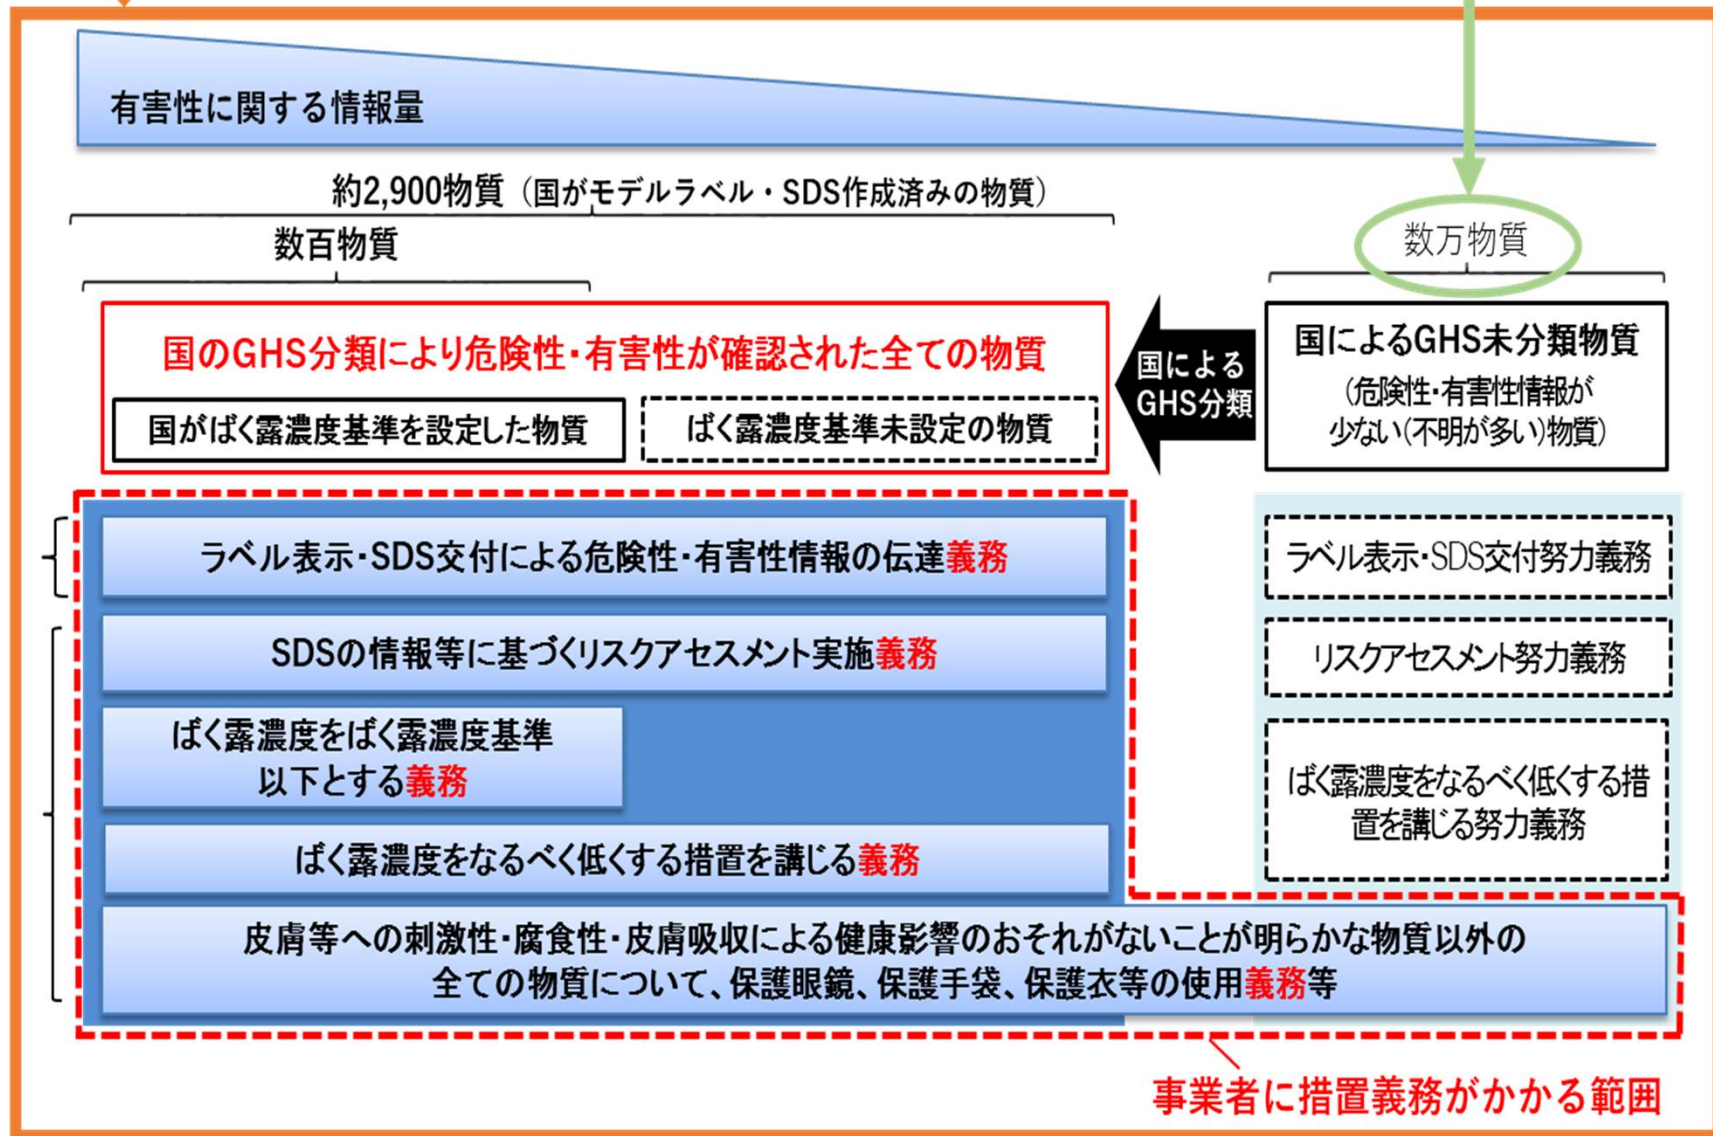 有害性に関する情報量
約2,900物質（国がモデルラベル・SDS作成済みの物質）
数百物質
数万物質
国のGHS分類により危険性・有害性が確認された全ての物質
国がばく露濃度基準を設定した物質
ばく露濃度基準未設定の物質
国による
GHS分類
国によるGHS未分類物質
(危険性・有害性情報が
少ない(不明が多い)物質)
ラベル表示・SDS交付による危険性・有害性情報の伝達義務
SDSの情報等に基づくリスクアセスメント実施義務
ばく露濃度をばく露濃度基準
以下とする義務
ばく露濃度をなるべく低くする措置を講じる義務
ラベル表示・SDS交付努力義務
リスクアセスメント努力義務
ばく露濃度をなるべく低くする措
置を講じる努力義務
皮膚等への刺激性・腐食性・皮膚吸収による健康影響のおそれがないことが明らかな物質以外の
全ての物質について、保護眼鏡、保護手袋、保護衣等の使用義務等
事業者に措置義務がかかる範囲